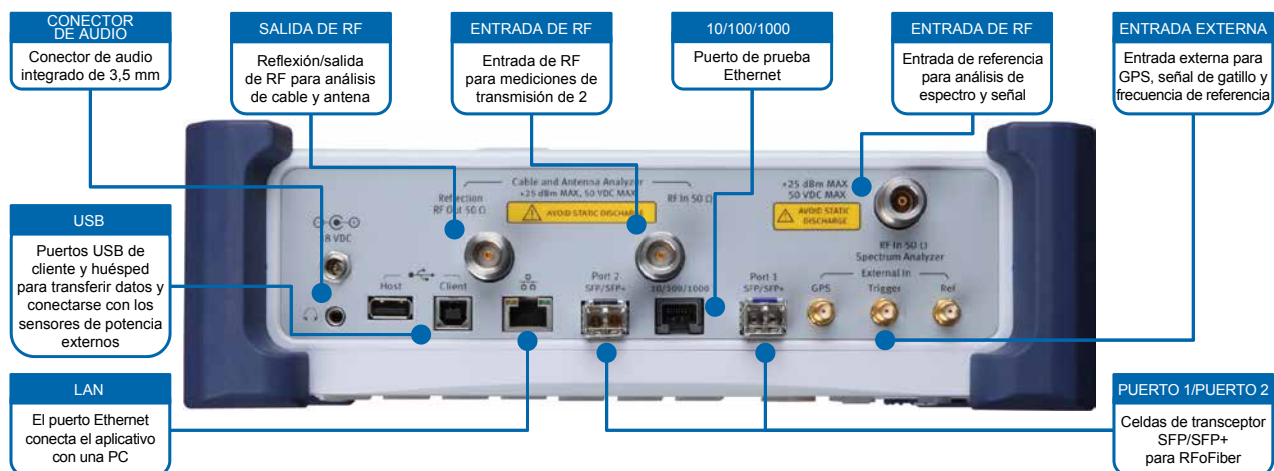 CONECTOR
DE AUDIO
Conector de audio
integrado de 3,5 mm
SALIDA DE RF
Reflexión/salida
de RF para análisis
de cable y antena
ENTRADA DE RF
Entrada de RF
para mediciones de
transmisión de 2
10/100/1000
Puerto de prueba
Ethernet
ENTRADA DE RF
Entrada de referencia
para análisis de
espectro y señal
ENTRADA EXTERNA
Entrada externa para
GPS, señal de gatillo y
frecuencia de referencia
USB
Puertos USB de
cliente y huésped
para transferir datos y
conectarse con los
sensores de potencia
externos
LAN
El puerto Ethernet
conecta el aplicativo
con una PC
PUERTO 1/PUERTO 2
Celdas de transceptor
SFP/SFP+
para RFoFiber
Cable and Antenna Analyzer
+25 dBm MAX, 50 VDC MAX
Reflection
RF Out 50 Ω
AVOID STATIC DISCHARGE
RF In 50 Ω
+25 dBm MAX
50 VDC MAX
AVOID STATIC
DISCHARGE
RF In 50 Ω
Spectrum Analyzer
18 VDC
Host
Client
Port 2
SFP/SFP+
10/100/1000
Port 1
SFP/SFP+
External In
GPS
Trigger
Ref